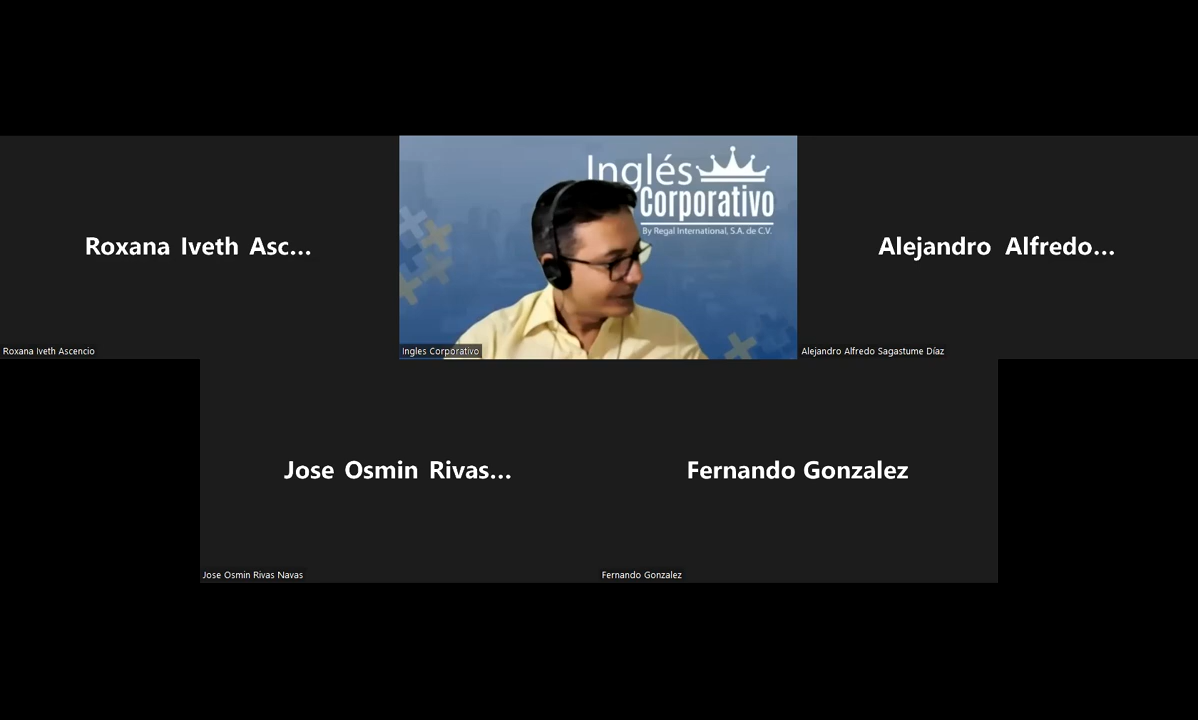 Roxana Iveth Asc...
Roxana Iveth Ascencio
Inglés
Corporativo
By Regal International, S.A. de C.V.
Ingles Corporativo
Alejandro Alfredo...
Alejandro Alfredo Sagastume Díaz
Jose Osmin Rivas...
Jose Osmin Rivas Navas
Fernando Gonzalez
Fernando Gonzalez